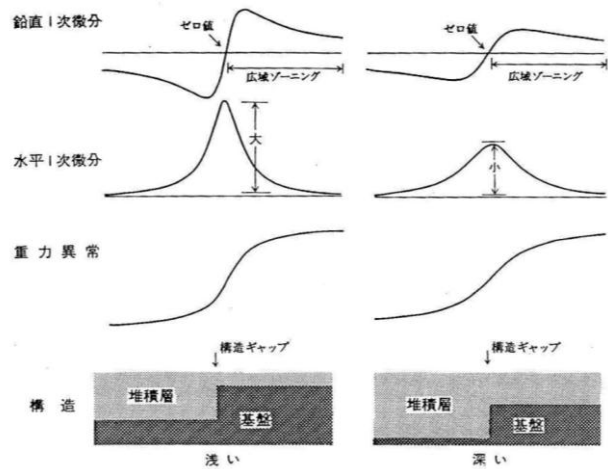 鉛直1次微分
ゼロ値
ゼロ値
広域ゾーニング
広域ゾーニング
水平1次微分
大
小
重力異常
構造ギャップ
構造ギャップ
構造
堆積層
基盤
堆積層
基盤
浅い
深い